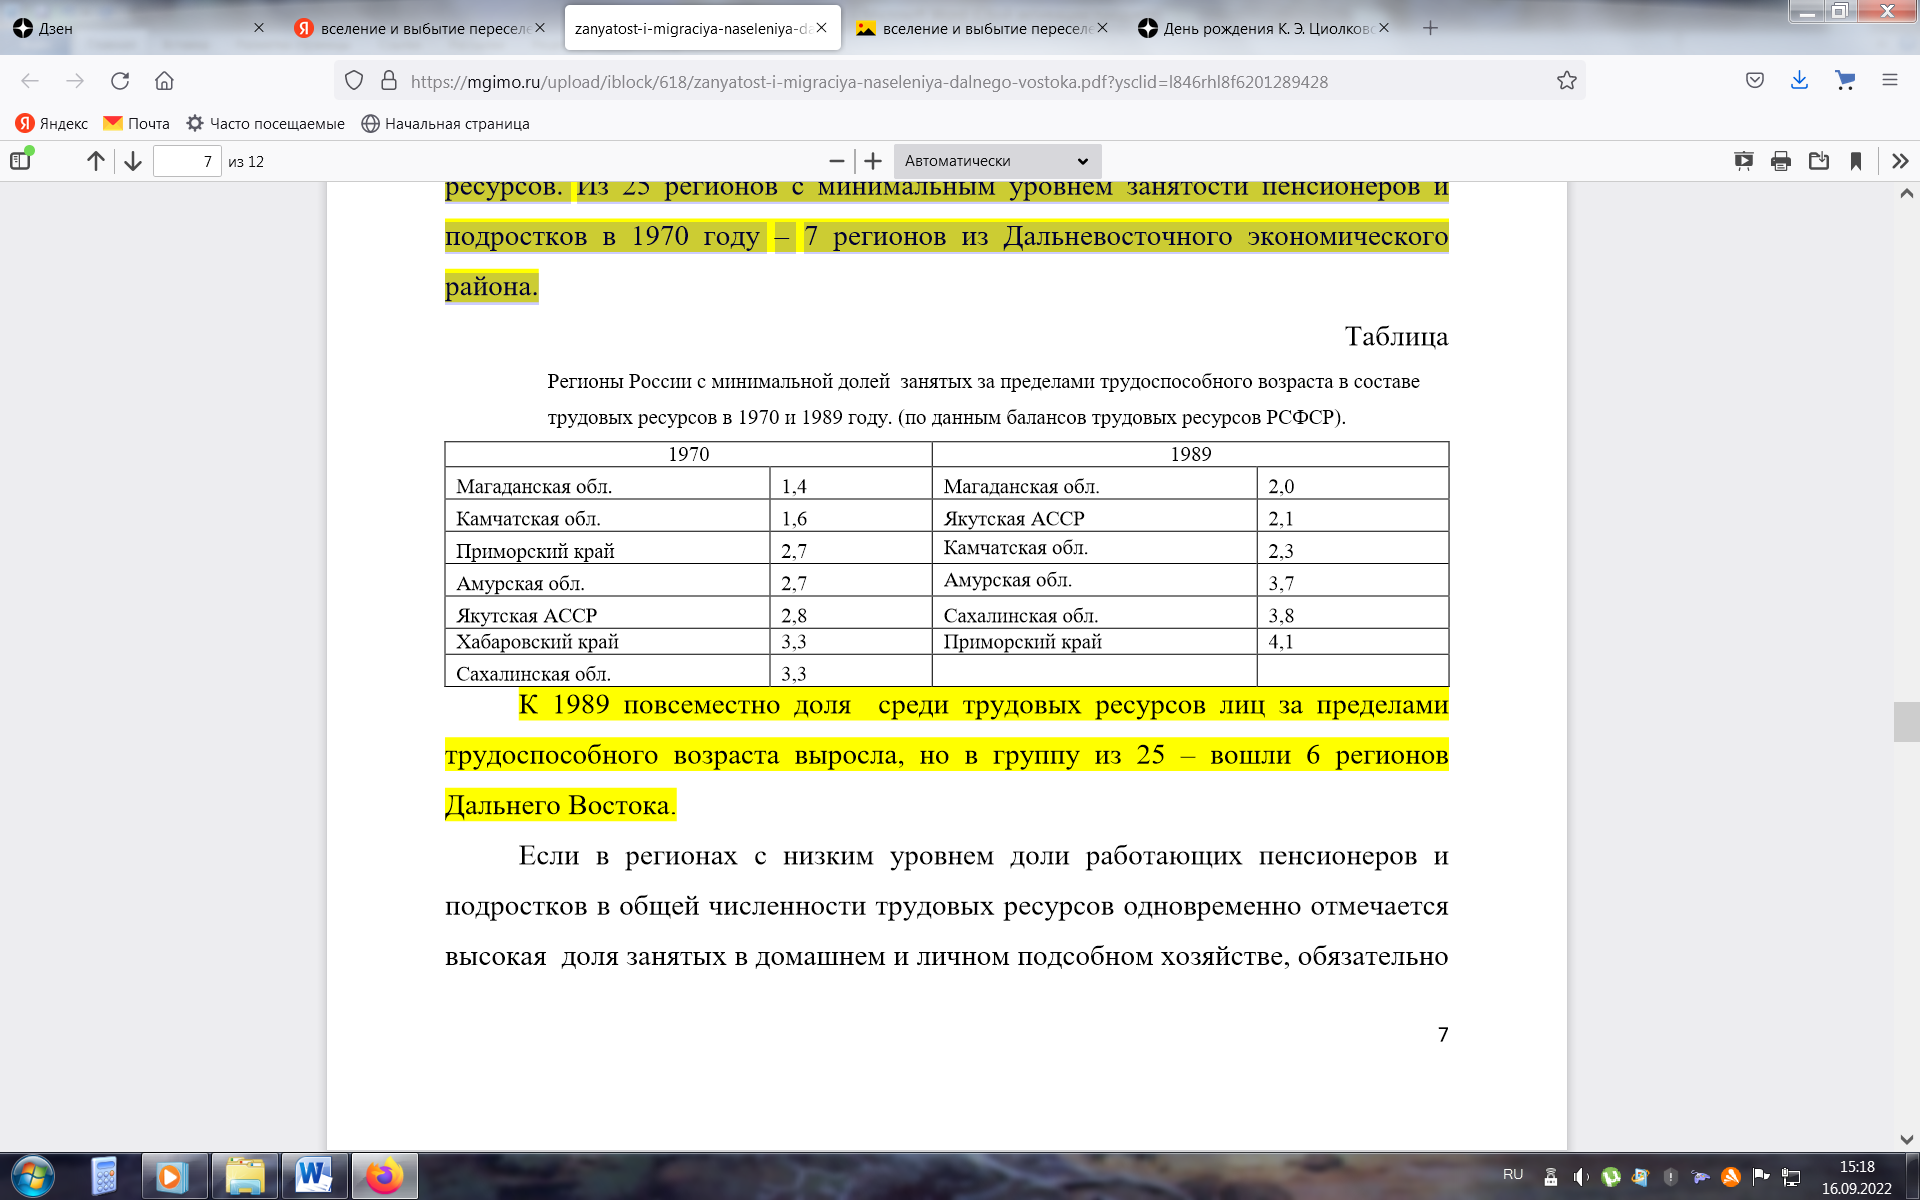 Дзен
вселение и выбытие переселе
zanyatost-i-migraciya-naseleniya-da
вселение и выбытие переселе
День рождения К. Э. Циолковс
https://mgimo.ru/upload/iblock/618/zanyatost-i-migraciya-naseleniya-dalnego-vostoka.pdf?ysclid=l846rhl8f6201289428
Яндекс Почта Часто посещаемые Начальная страница
7 из 12 Автоматически
ресурсов. Из 25 регионов с минимальным уровнем занятости пенсионеров и
подростков в 1970 году – 7 регионов из Дальневосточного экономического
района.
Таблица
Регионы России с минимальной долей занятых за пределами трудоспособного возраста в составе
трудовых ресурсов в 1970 и 1989 году. (по данным балансов трудовых ресурсов РСФСР).
1970 1989
Магаданская обл. 1,4 Магаданская обл. 2,0
Камчатская обл. 1,6 Якутская АССР 2,1
Приморский край 2,7 Камчатская обл. 2,3
Амурская обл. 2,7 Амурская обл. 3,7
Якутская АССР 2,8 Сахалинская обл. 3,8
Хабаровский край 3,3 Приморский край 4,1
Сахалинская обл. 3,3
К 1989 повсеместно доля среди трудовых ресурсов лиц за пределами
трудоспособного возраста выросла, но в группу из 25 – вошли 6 регионов
Дальнего Востока.
Если в регионах с низким уровнем доли работающих пенсионеров и
подростков в общей численности трудовых ресурсов одновременно отмечается
высокая доля занятых в домашнем и личном подсобном хозяйстве, обязательно
7
RU
15:18
16.09.2022